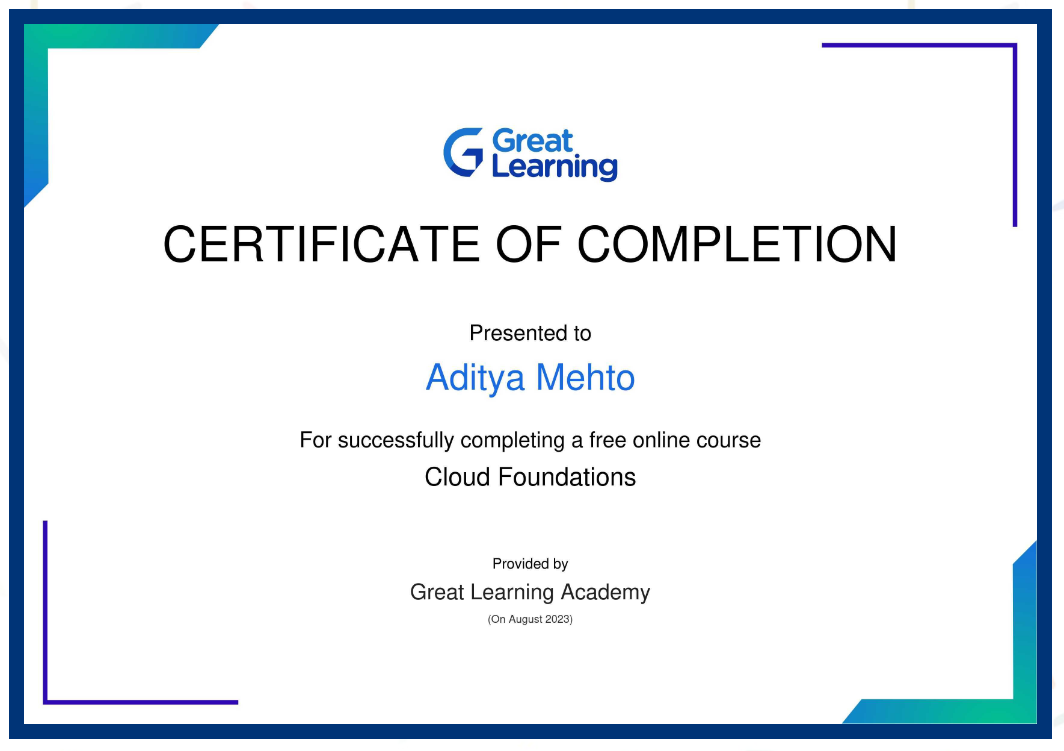 Great
Learning
CERTIFICATE OF COMPLETION
Presented to
Aditya Mehto
For successfully completing a free online course
Cloud Foundations
Provided by
Great Learning Academy
(On August 2023)